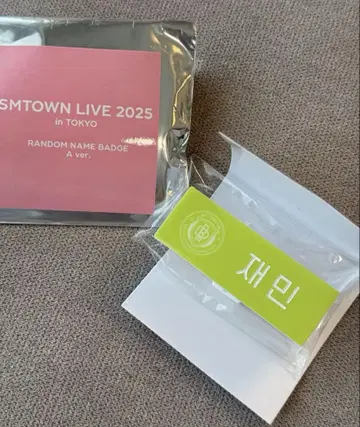 SMTOWN LIVE 2025
in TOKYO
RANDOM NAME BADGE
A ver.
재민